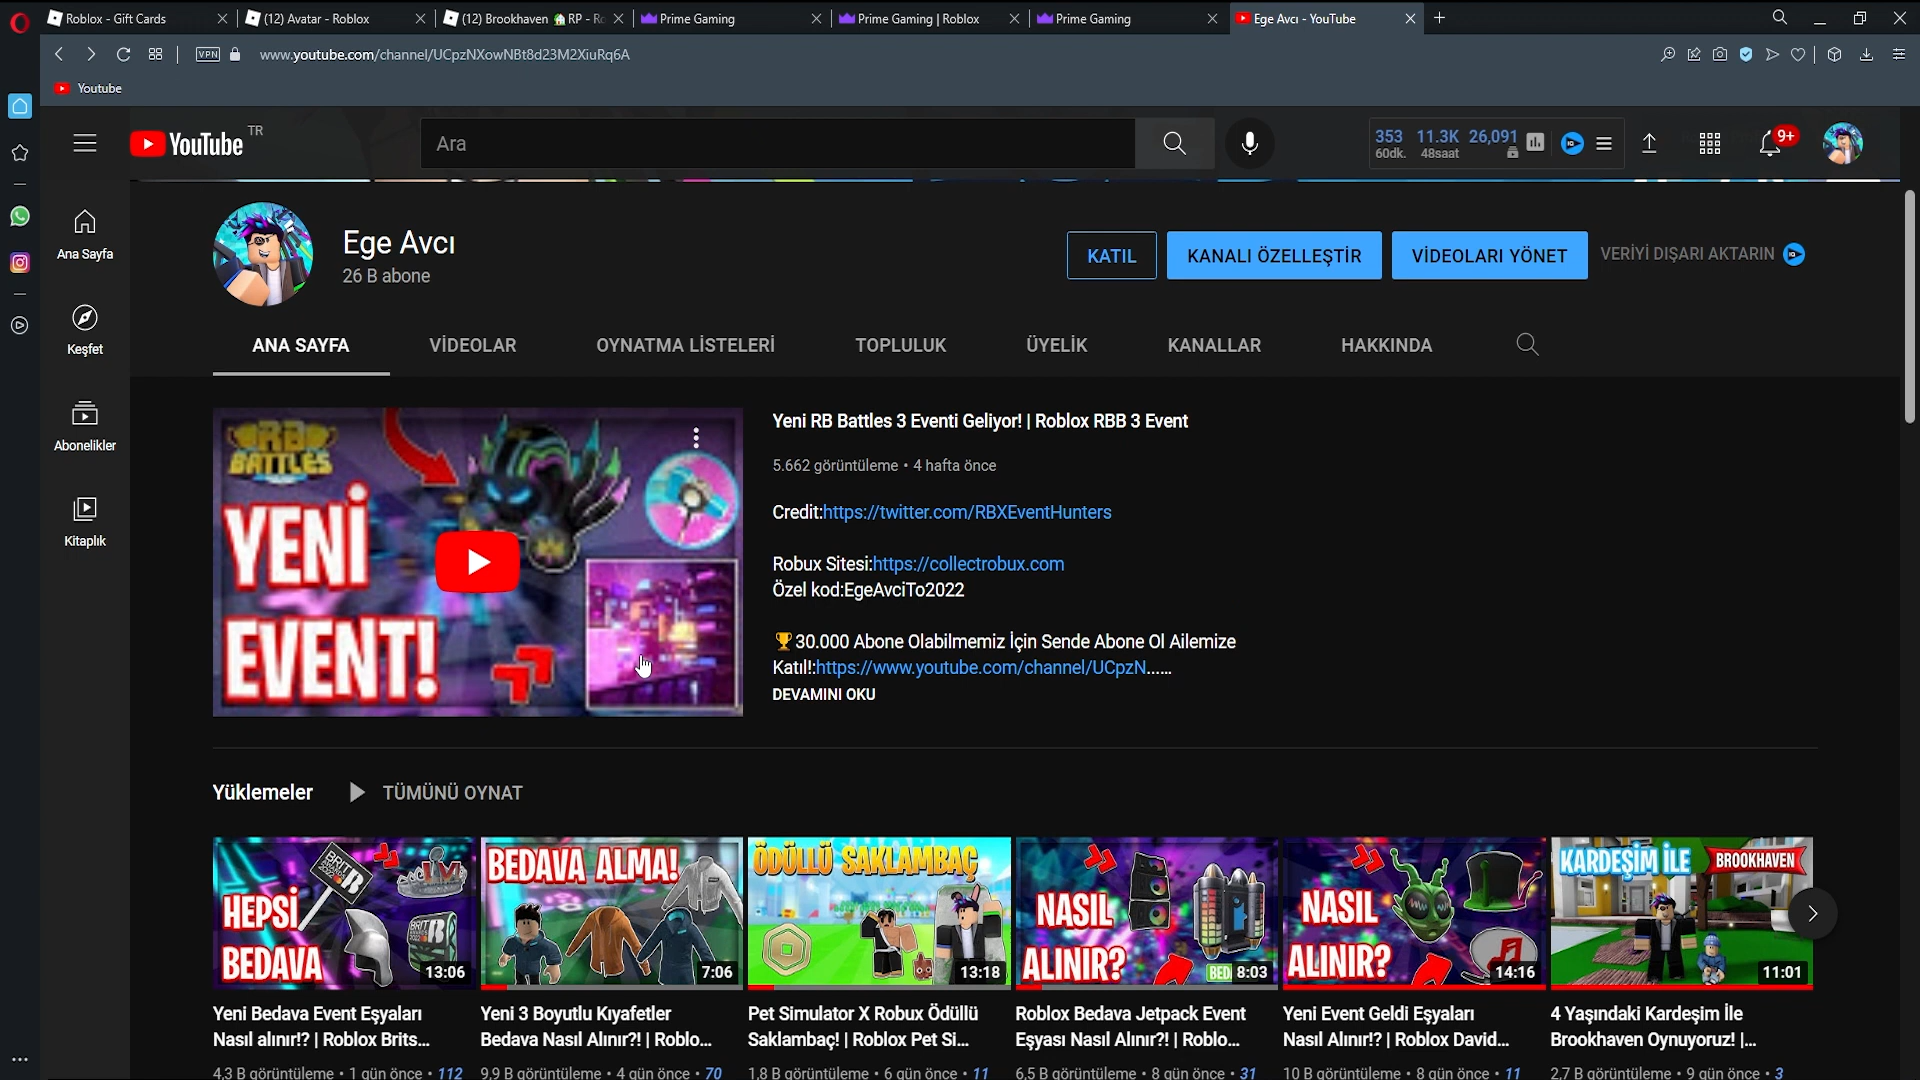 Roblox - Gift Cards
(12) Avatar - Roblox
(12) Brookhaven 🏠RP - Ro
Prime Gaming
Prime Gaming | Roblox
Prime Gaming
Ege Avcı - YouTube
VPN
www.youtube.com/channel/UCpzNXowNBt8d23M2XiuRq6A
Youtube
YouTube TR
Ara
353 11.3K 26,091
60dk. 48saat
9+
Ana Sayfa
Keşfet
Abonelikler
Kitaplık
Ege Avcı
26 B abone
KATIL
KANALI ÖZELLEŞTİR
VİDEOLARI YÖNET
VERİYİ DIŞARI AKTARIN
ANA SAYFA
VİDEOLAR
OYNATMA LİSTELERİ
TOPLULUK
ÜYELİK
KANALLAR
HAKKINDA
RB
BATTLES
YENİ
EVENT!
Yeni RB Battles 3 Eventi Geliyor! | Roblox RBB 3 Event
5.662 görüntüleme • 4 hafta önce
Credit:https://twitter.com/RBXEventHunters
Robux Sitesi:https://collectrobux.com
Özel kod:EgeAvciTo2022
🏆30.000 Abone Olabilmemiz İçin Sende Abone Ol Ailemize
Katıl!:https://www.youtube.com/channel/UCpzN......
DEVAMINI OKU
Yüklemeler
TÜMÜNÜ OYNAT
HEPSİ
BEDAVA
13:06
BEDAVA ALMA!
7:06
ÖDÜLLÜ SAKLAMBAÇ
13:18
NASIL
ALINIR?
8:03
NASIL
ALINIR?
14:16
KARDEŞİM İLE
BROOKHAVEN
11:01
Yeni Bedava Event Eşyaları
Nasıl alınır!? | Roblox Brits...
4,3 B görüntüleme • 1 gün önce • 112
Yeni 3 Boyutlu Kıyafetler
Bedava Nasıl Alınır?! | Roblo...
9,9 B görüntüleme • 4 gün önce • 70
Pet Simulator X Robux Ödüllü
Saklambaç! | Roblox Pet Si...
1,8 B görüntüleme • 6 gün önce • 11
Roblox Bedava Jetpack Event
Eşyası Nasıl Alınır?! | Roblo...
6,5 B görüntüleme • 8 gün önce • 31
Yeni Event Geldi Eşyaları
Nasıl Alınır!? | Roblox David...
10 B görüntüleme • 8 gün önce • 11
4 Yaşındaki Kardeşim İle
Brookhaven Oynuyoruz! |...
2,7 B görüntüleme • 9 gün önce • 3